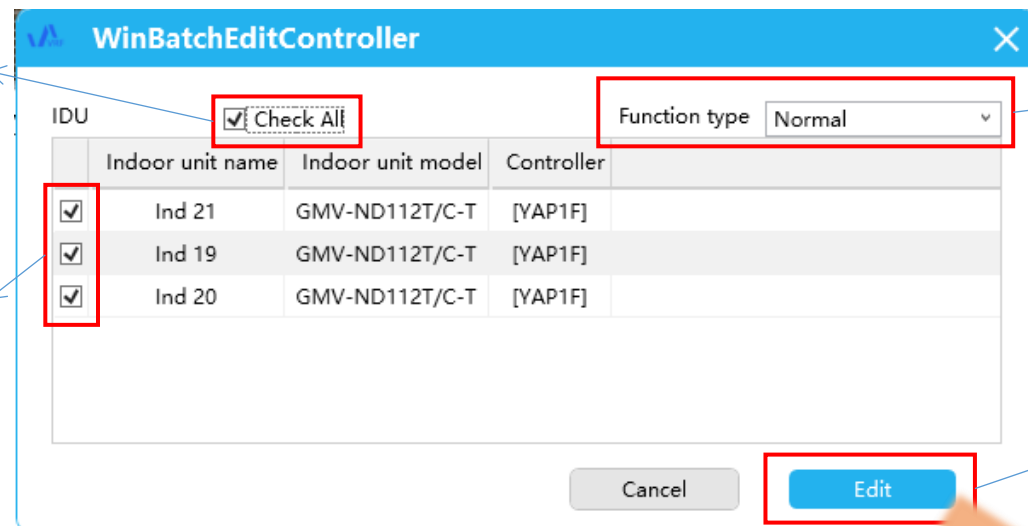 WinBatchEditController
IDU
Check All
Function type
Normal
Indoor unit name Indoor unit model Controller
Ind 21 GMV-ND112T/C-T [YAP1F]
Ind 19 GMV-ND112T/C-T [YAP1F]
Ind 20 GMV-ND112T/C-T [YAP1F]
Cancel
Edit